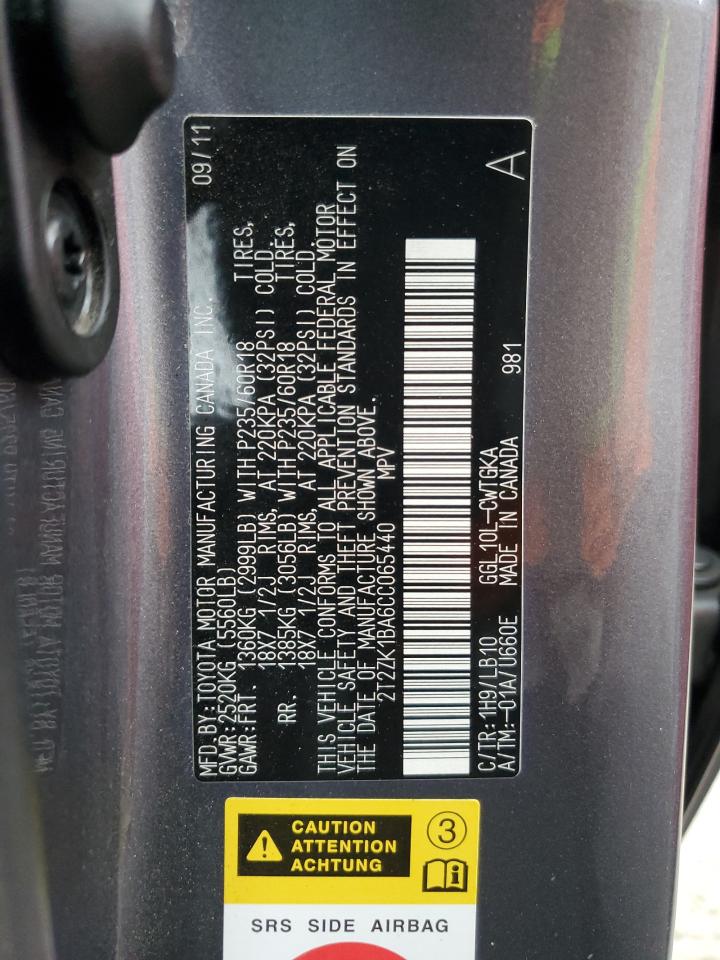 MFD.BY:TOYOTA MOTOR MANUFACTURING CANADA INC. 09/11
GVWR:2520KG (5560LB)
GAWR:FRT. 1360KG (2999LB) WITH P235/60R18 TIRES,
18X7 1/2J RIMS, AT 220KPA (32PSI) COLD.
RR. 1385KG (3056LB) WITH P235/60R18 TIRES,
18X7 1/2J RIMS, AT 220KPA (32PSI) COLD.
THIS VEHICLE CONFORMS TO ALL APPLICABLE FEDERAL MOTOR
VEHICLE SAFETY AND THEFT PREVENTION STANDARDS IN EFFECT ON
THE DATE OF MANUFACTURE SHOWN ABOVE.
2T2ZK1BA6CC065440 MPV
A
C/TR:1H9/LB10 GGL10L-CWTGKA
A/TM:-01A/U660E MADE IN CANADA 981
CAUTION
ATTENTION
ACHTUNG
3
i
SRS SIDE AIRBAG